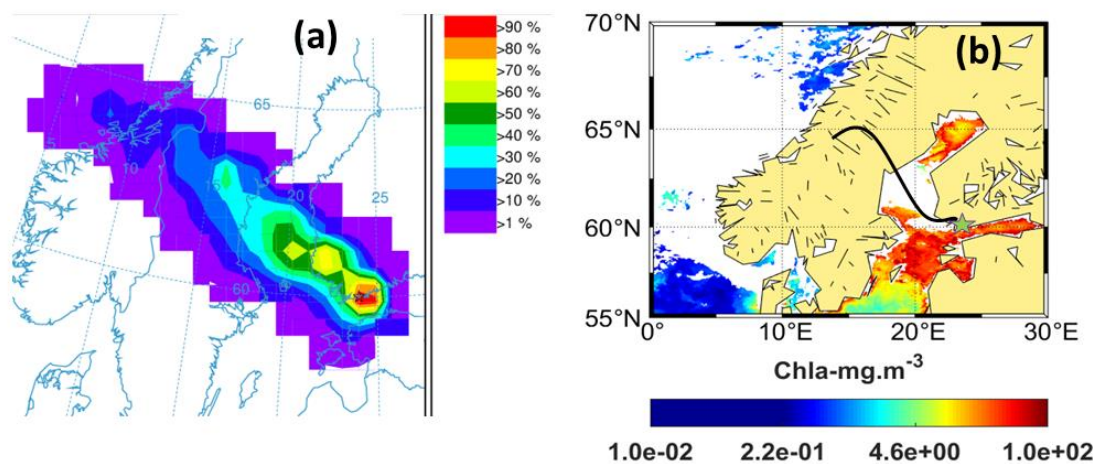 (a)
>90 %
>80 %
>70 %
>60 %
>50 %
>40 %
>30 %
>20 %
>10 %
>1 %
65
5
10
15
20
25
60
(b)
70°N
65°N
60°N
55°N
0°
10°E
20°E
30°E
Chla-mg.m⁻³
1.0e-02
2.2e-01
4.6e+00
1.0e+02